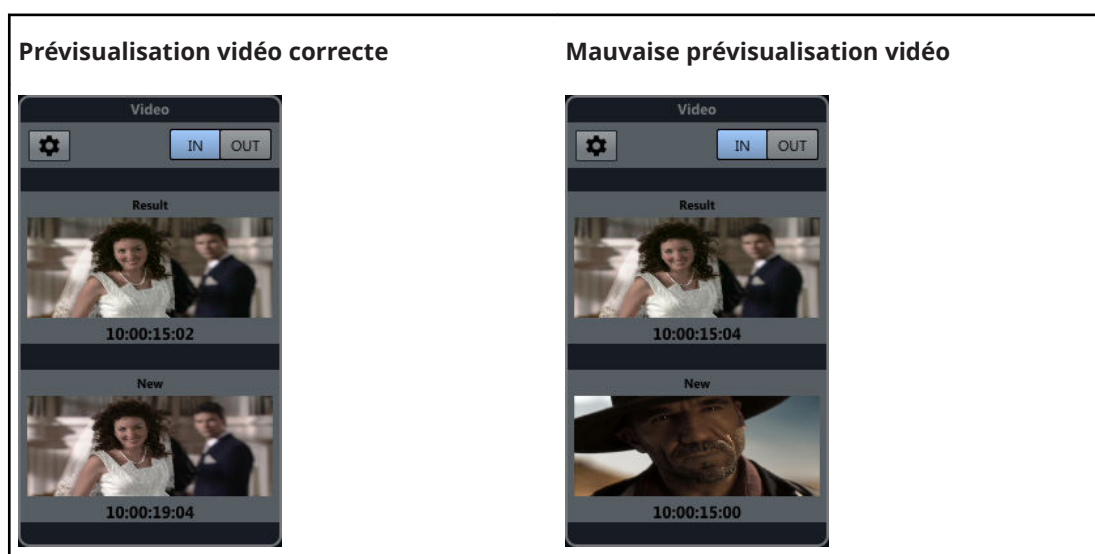 Prévisualisation vidéo correcte
Video
IN OUT
Result
10:00:15:02
New
10:00:19:04
Mauvaise prévisualisation vidéo
Video
IN OUT
Result
10:00:15:04
New
10:00:15:00